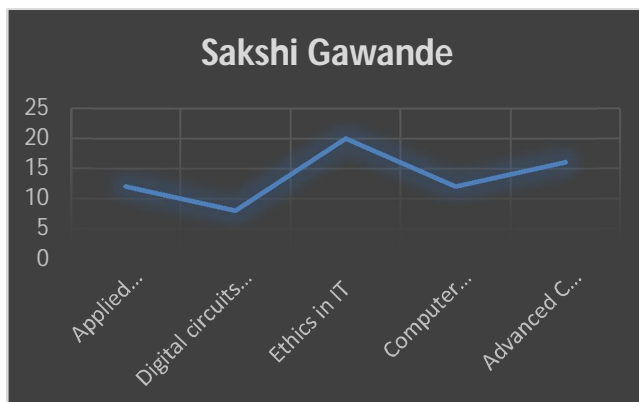 Sakshi Gawande
25
20
15
10
5
0
Applied...
Digital circuits...
Ethics in IT
Computer...
Advanced C...